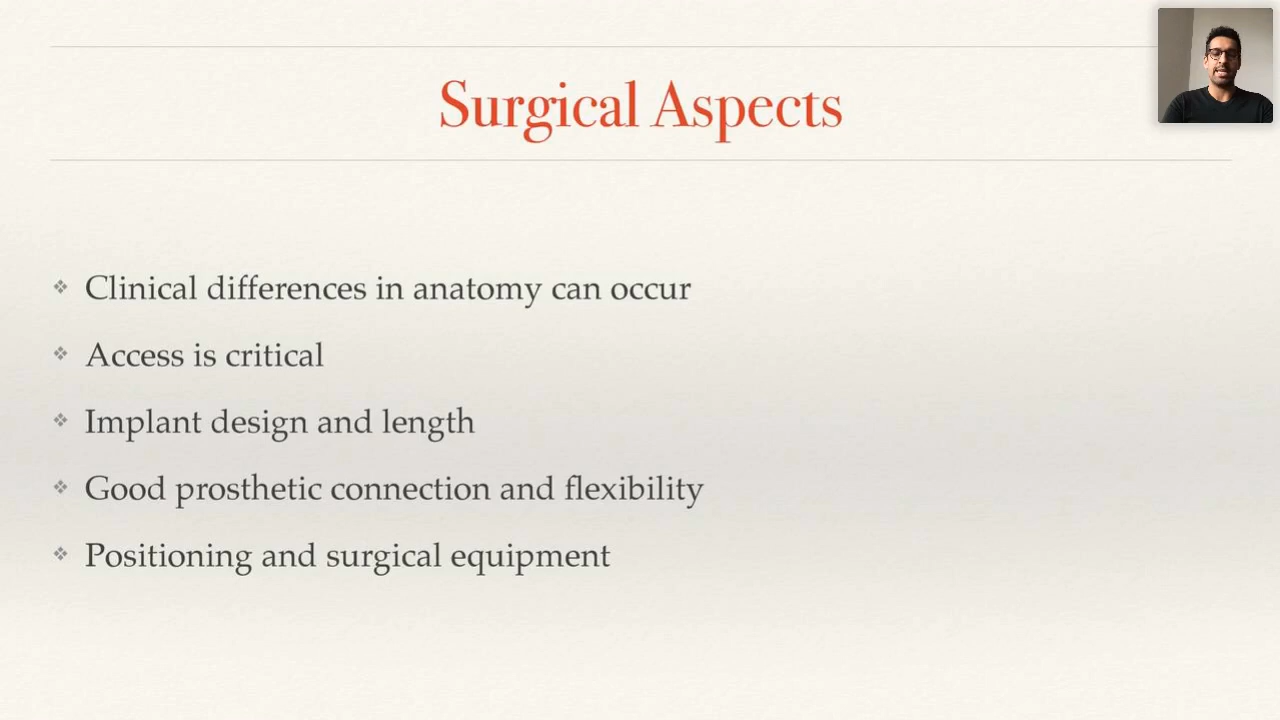 Surgical Aspects
Clinical differences in anatomy can occur
Access is critical
Implant design and length
Good prosthetic connection and flexibility
Positioning and surgical equipment